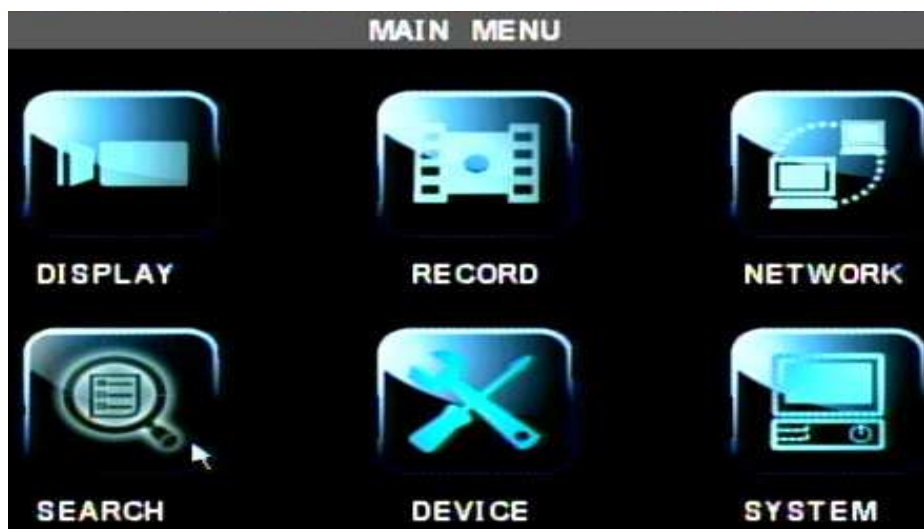 MAIN MENU
DISPLAY RECORD NETWORK
SEARCH DEVICE SYSTEM